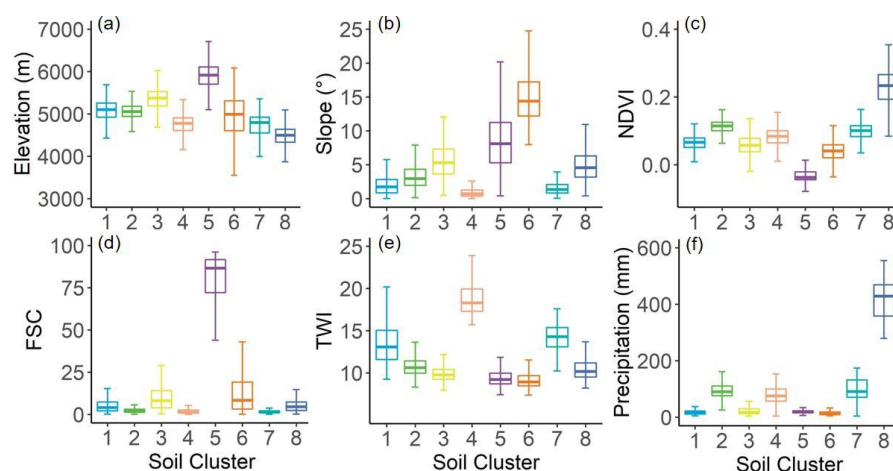 (a)
Elevation (m)
7000
6000
5000
4000
3000
1 2 3 4 5 6 7 8
(b)
Slope (°)
25
20
15
10
5
0
1 2 3 4 5 6 7 8
(c)
NDVI
0.4
0.2
0.0
1 2 3 4 5 6 7 8
(d)
FSC
100
75
50
25
0
1 2 3 4 5 6 7 8
Soil Cluster
(e)
TWI
25
20
15
10
1 2 3 4 5 6 7 8
Soil Cluster
(f)
Precipitation (mm)
600
400
200
0
1 2 3 4 5 6 7 8
Soil Cluster